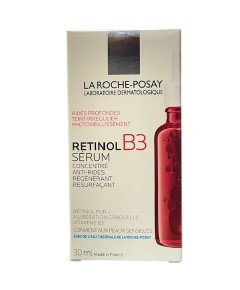 LA ROCHE-POSAY
LABORATOIRE DERMATOLOGIQUE
RIDES PROFONDES
TEINT IRRÉGULIER
PHOTOVIEILLISSEMENT
RETINOL B3
SÉRUM
CONCENTRÉ
ANTI-RIDES
RÉGÉNÉRANT
RESURFAÇANT
RETINOL PUR +
À LIBÉRATION GRADUELLE
VITAMINE B3
CONVIENT AUX PEAUX SENSIBLES
AVEC DE L'EAU THERMALE DE LA ROCHE-POSAY
30 ml Made in France